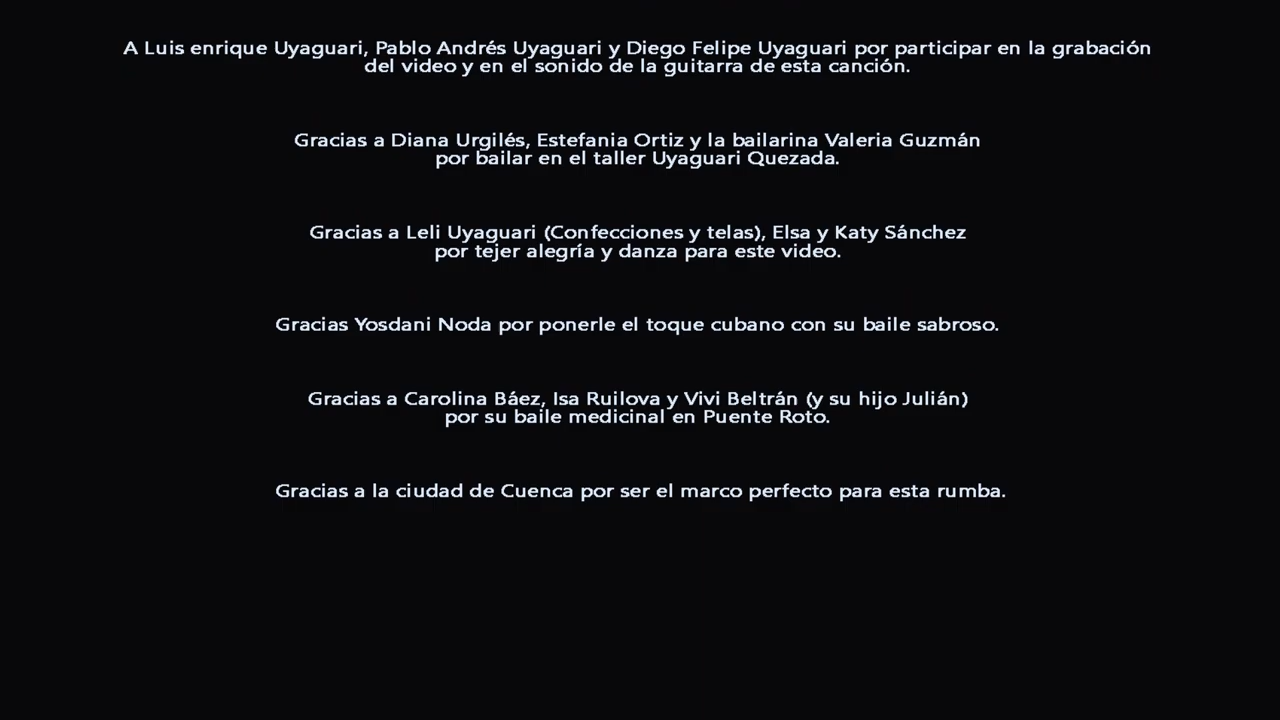 A Luis enrique Uyaguari, Pablo Andrés Uyaguari y Diego Felipe Uyaguari por participar en la grabación
del video y en el sonido de la guitarra de esta canción.
Gracias a Diana Urgilés, Estefania Ortiz y la bailarina Valeria Guzmán
por bailar en el taller Uyaguari Quezada.
Gracias a Leli Uyaguari (Confecciones y telas), Elsa y Katy Sánchez
por tejer alegría y danza para este video.
Gracias Yosdani Noda por ponerle el toque cubano con su baile sabroso.
Gracias a Carolina Báez, Isa Ruilova y Vivi Beltrán (y su hijo Julián)
por su baile medicinal en Puente Roto.
Gracias a la ciudad de Cuenca por ser el marco perfecto para esta rumba.